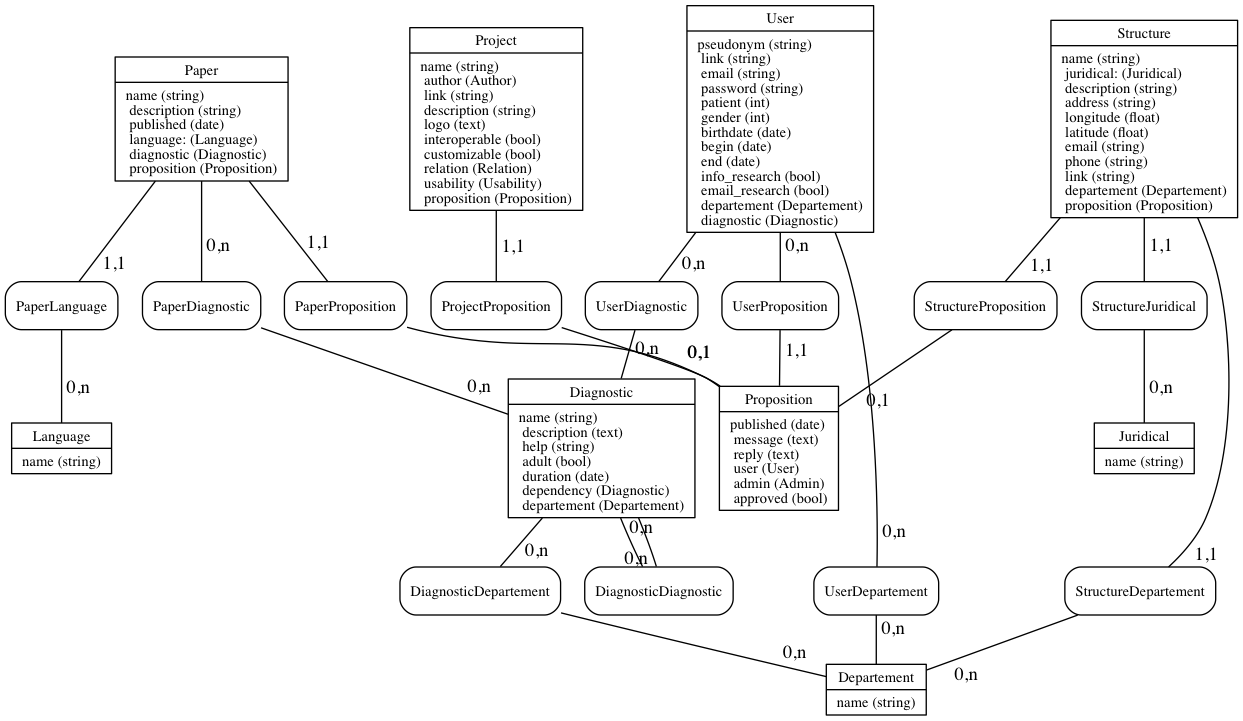 User
pseudonym (string)
link (string)
email (string)
password (string)
patient (int)
gender (int)
birthdate (date)
begin (date)
end (date)
info_research (bool)
email_research (bool)
departement (Departement)
diagnostic (Diagnostic)
Structure
name (string)
juridical: (Juridical)
description (string)
address (string)
longitude (float)
latitude (float)
email (string)
phone (string)
link (string)
departement (Departement)
proposition (Proposition)
Project
name (string)
author (Author)
link (string)
description (string)
logo (text)
interoperable (bool)
customizable (bool)
relation (Relation)
usability (Usability)
proposition (Proposition)
Paper
name (string)
description (string)
published (date)
language: (Language)
diagnostic (Diagnostic)
proposition (Proposition)
1,1
0,n
1,1
1,1
0,n
0,n
1,1
1,1
PaperLanguage
PaperDiagnostic
PaperProposition
ProjectProposition
UserDiagnostic
UserProposition
StructureProposition
StructureJuridical
0,n
0,n
0,n
0,1
1,1
0,1
0,n
Language
name (string)
Diagnostic
name (string)
description (text)
help (string)
adult (bool)
duration (date)
dependency (Diagnostic)
departement (Departement)
Proposition
published (date)
message (text)
reply (text)
user (User)
admin (Admin)
approved (bool)
Juridical
name (string)
0,n
0,n
0,n
0,n
1,1
DiagnosticDepartement
DiagnosticDiagnostic
UserDepartement
StructureDepartement
0,n
0,n
0,n
Departement
name (string)